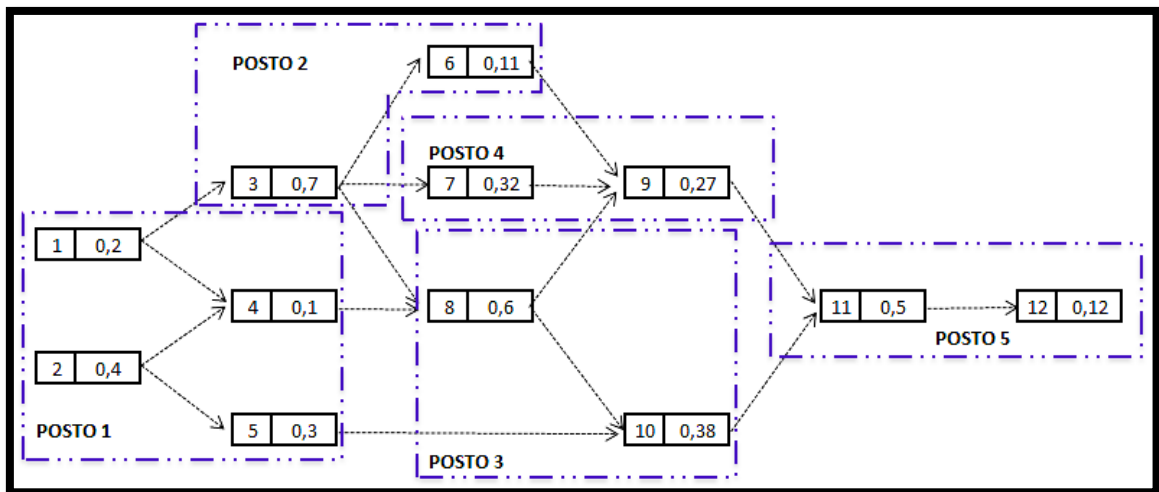 POSTO 2
6 0,11
POSTO 4
3 0,7
7 0,32
9 0,27
1 0,2
4 0,1
8 0,6
11 0,5
12 0,12
POSTO 5
2 0,4
POSTO 1
5 0,3
10 0,38
POSTO 3